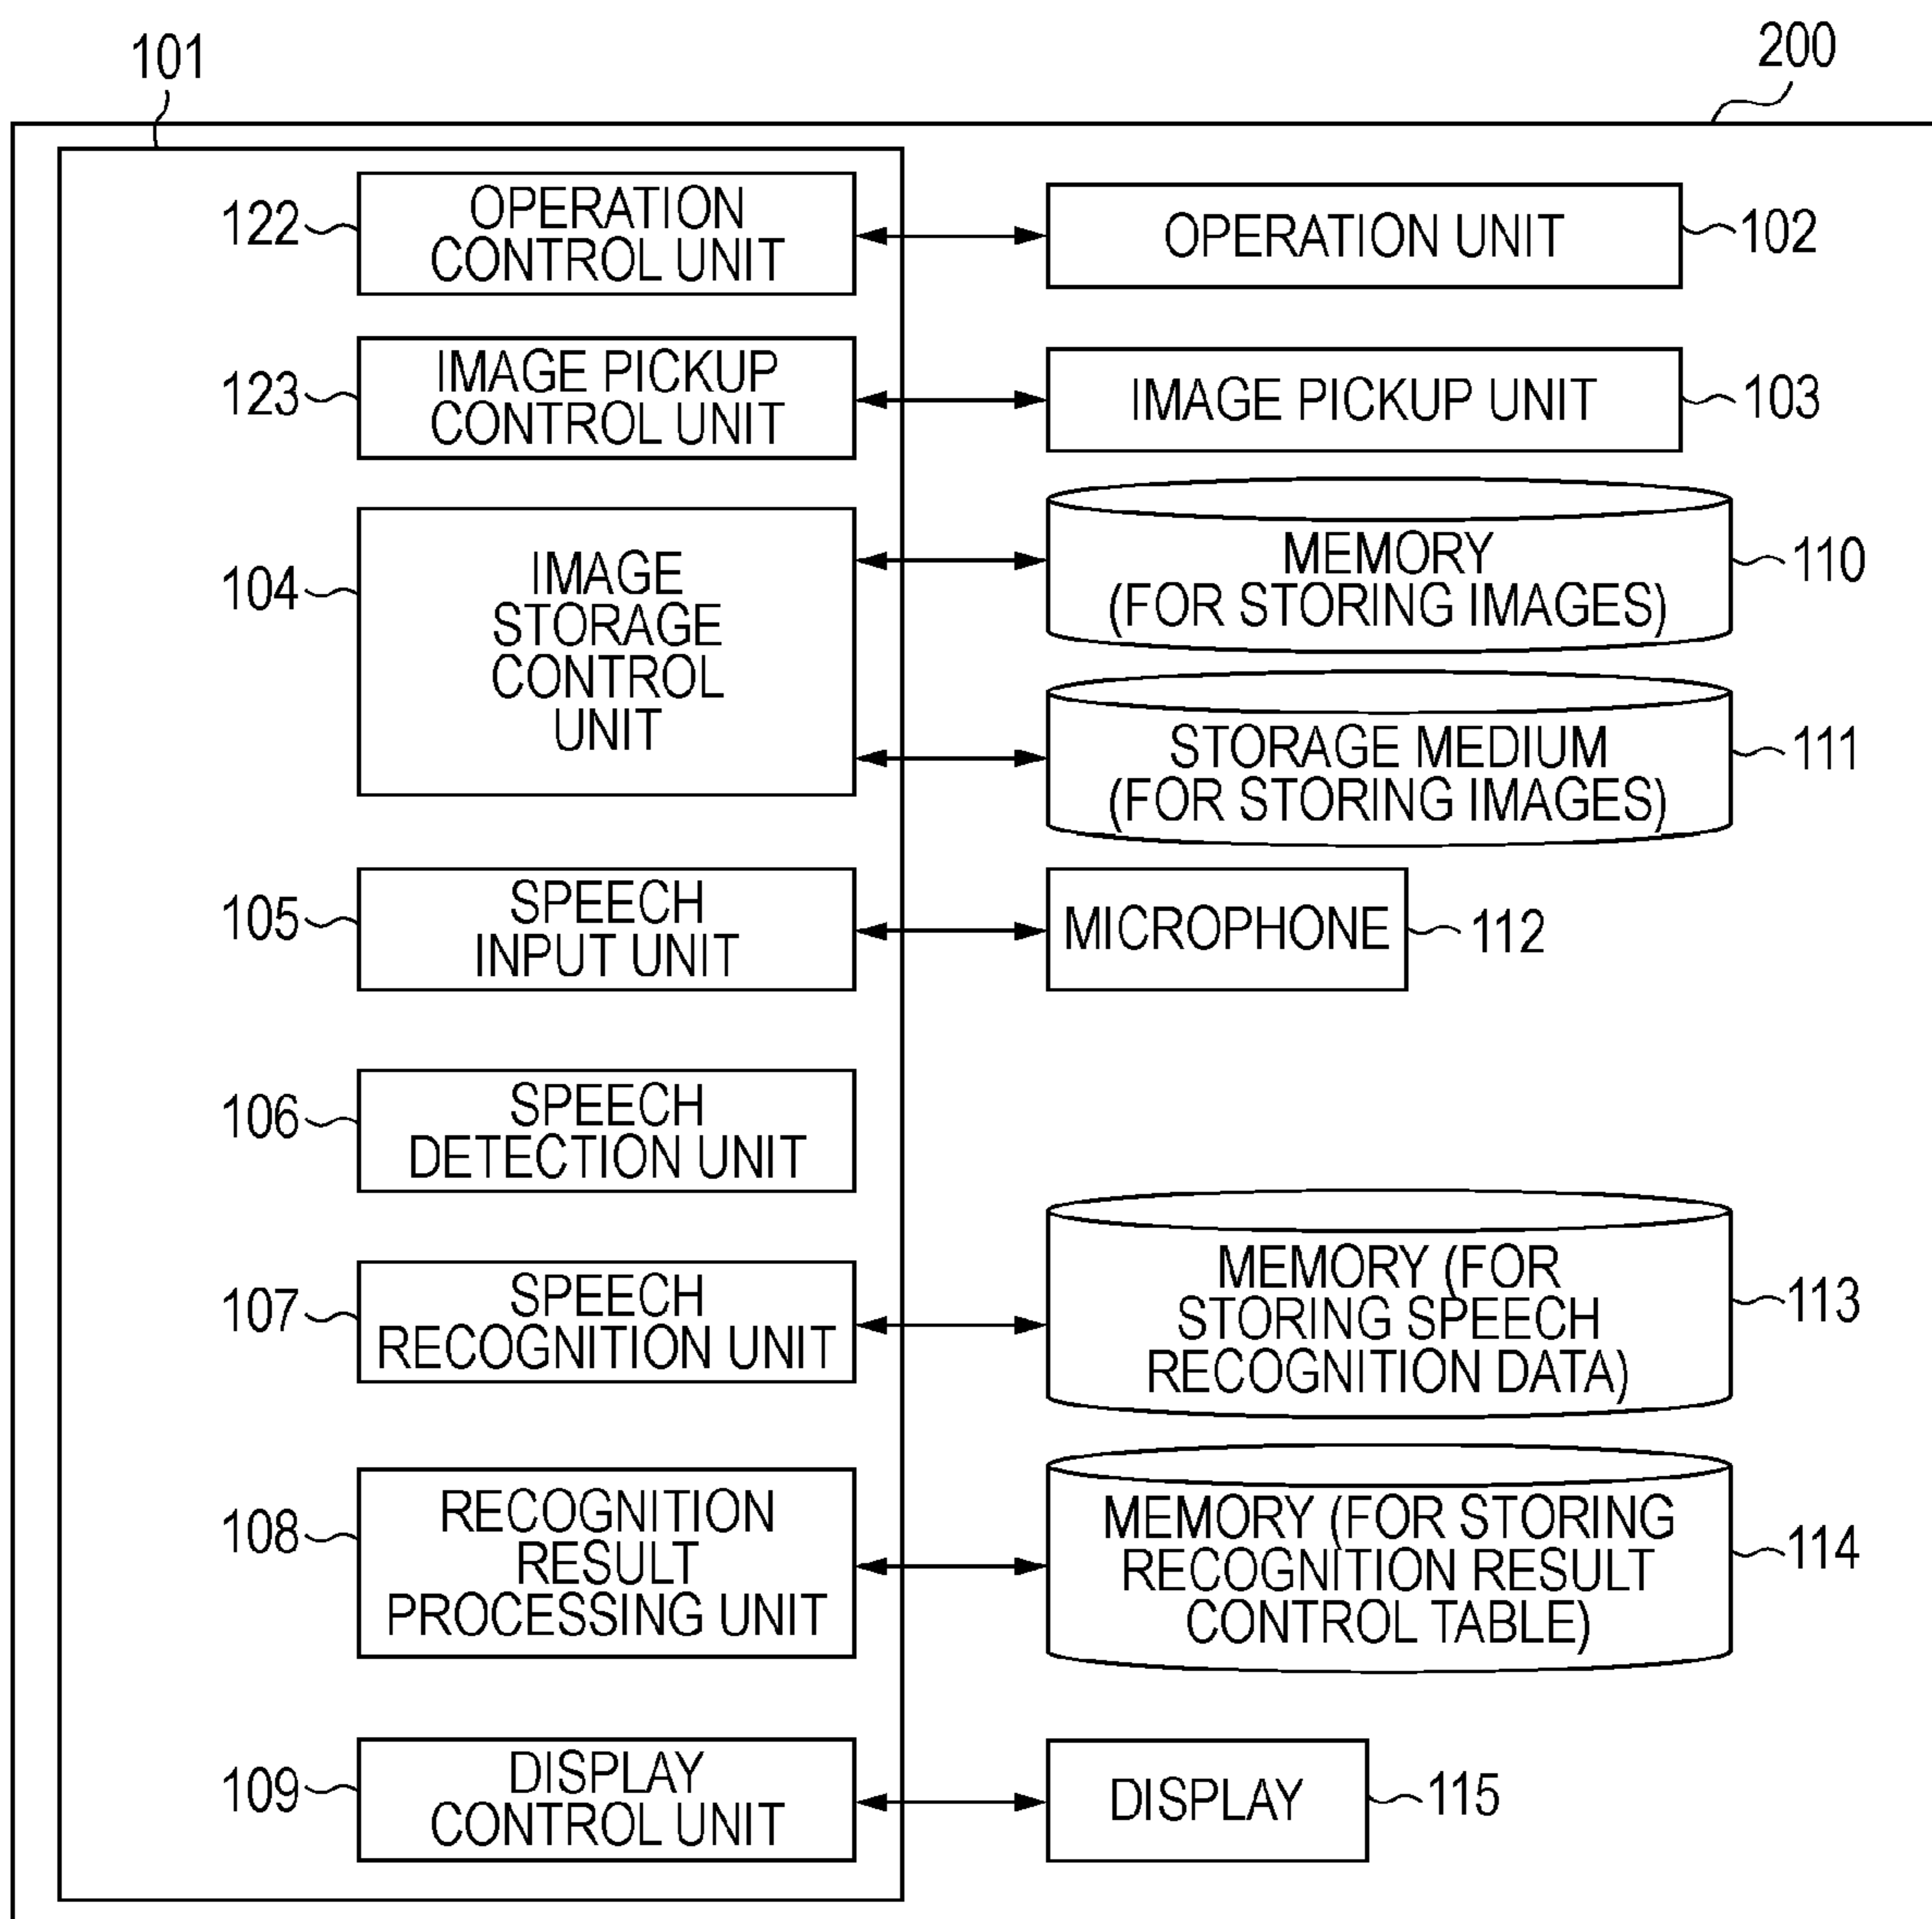 101
200
122
OPERATION
CONTROL UNIT
OPERATION UNIT
102
123
IMAGE PICKUP
CONTROL UNIT
IMAGE PICKUP UNIT
103
104
IMAGE
STORAGE
CONTROL
UNIT
MEMORY
(FOR STORING IMAGES)
110
STORAGE MEDIUM
(FOR STORING IMAGES)
111
105
SPEECH
INPUT UNIT
MICROPHONE
112
106
SPEECH
DETECTION UNIT
107
SPEECH
RECOGNITION UNIT
MEMORY (FOR
STORING SPEECH
RECOGNITION DATA)
113
108
RECOGNITION
RESULT
PROCESSING UNIT
MEMORY (FOR STORING
RECOGNITION RESULT
CONTROL TABLE)
114
109
DISPLAY
CONTROL UNIT
DISPLAY
115